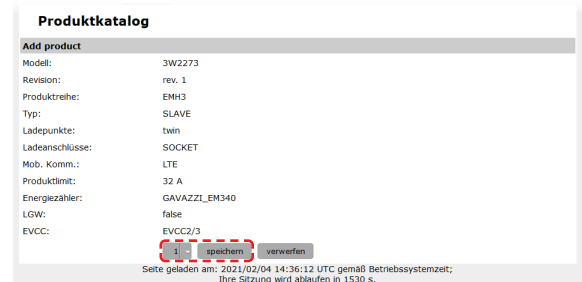 Produktkatalog
Add product
Modell: 3W2273
Revision: rev. 1
Produktreihe: EMH3
Typ: SLAVE
Ladepunkte: twin
Ladeanschlüsse: SOCKET
Mob. Komm.: LTE
Produktlimit: 32 A
Energiezähler: GAVAZZI_EM340
LGW: false
EVCC: EVCC2/3
1 speichern verwerfen
Seite geladen am: 2021/02/04 14:36:12 UTC gemäß Betriebssystemzeit;
Ihre Sitzung wird ablaufen in 1530 s.